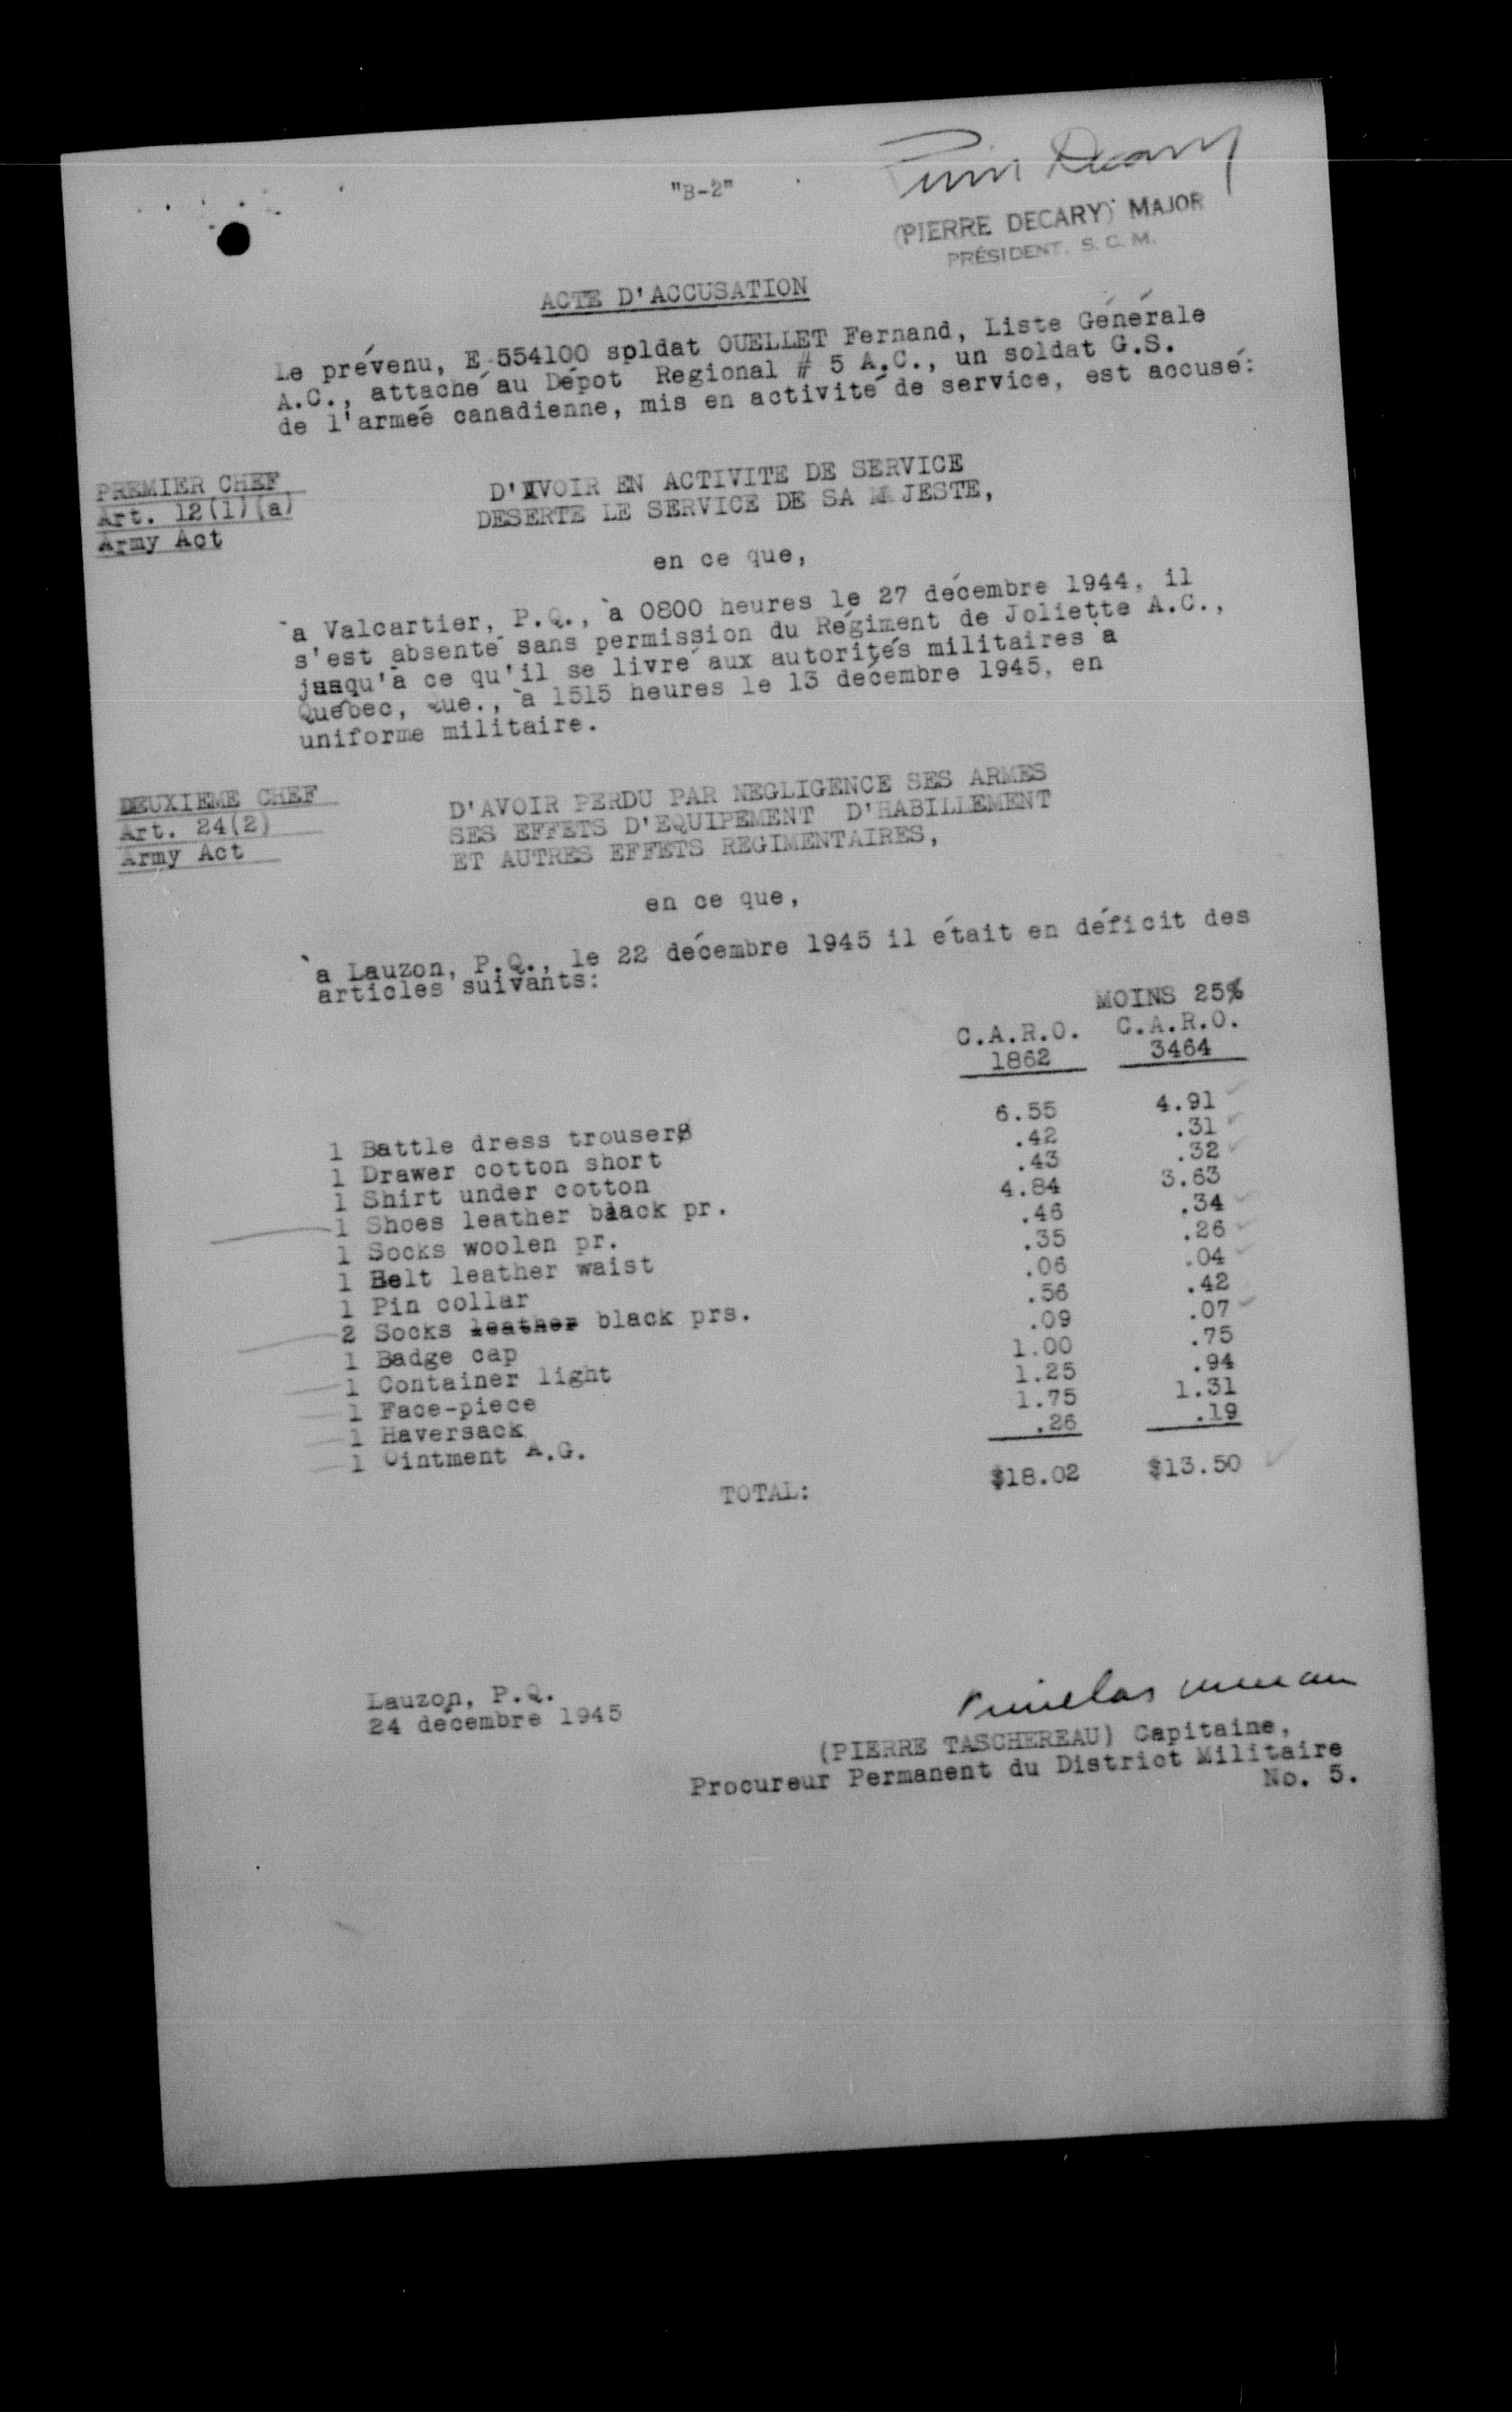 "B-2"
(PIERRE DECARY) MAJOR
PRÉSIDENT. S. C. M.
ACTE D'ACCUSATION
Le prévenu, E 554100 soldat OUELLET Fernand, Liste Générale
A.C., attaché au Dépot Regional # 5 A.C., un soldat G.S.
de l'armeé canadienne, mis en activité de service, est accusé:
PREMIER CHEF
Art. 12(1)(a)
Army Act
D'AVOIR EN ACTIVITE DE SERVICE
DESERTE LE SERVICE DE SA MAJESTE,
en ce que,
à Valcartier, P.Q., à 0800 heures le 27 décembre 1944, il
s'est absenté sans permission du Régiment de Joliette A.C.,
jusqu'à ce qu'il se livré aux autorités militaires à
Québec, Que., à 1515 heures le 13 décembre 1945, en
uniforme militaire.
DEUXIEME CHEF
Art. 24(2)
Army Act
D'AVOIR PERDU PAR NEGLIGENCE SES ARMES
SES EFFETS D'EQUIPEMENT D'HABILLEMENT
ET AUTRES EFFETS REGIMENTAIRES,
en ce que,
à Lauzon, P.Q., le 22 décembre 1945 il était en déficit des
articles suivants:
MOINS 25%
C.A.R.O. C.A.R.O.
1862 3464
1 Battle dress trousers 6.55 4.91
1 Drawer cotton short .42 .31
1 Shirt under cotton .43 .32
1 Shoes leather black pr. 4.84 3.63
1 Socks woolen pr. .46 .34
1 Belt leather waist .35 .26
1 Pin collar .06 .04
2 Socks leather black prs. .56 .42
1 Badge cap .09 .07
1 Container light 1.00 .75
1 Face-piece 1.25 .94
1 Haversack 1.75 1.31
1 Ointment A.G. .26 .19
TOTAL: $18.02 $13.50
Lauzon, P.Q.
24 décembre 1945
(PIERRE TASCHEREAU) Capitaine,
Procureur Permanent du District Militaire
No. 5.